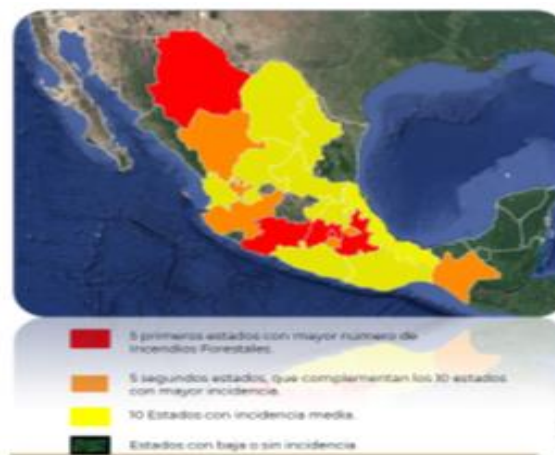 5 primeros estados con mayor número de
Incendios Forestales.
5 segundos estados, que complementan los 10 estados
con mayor incidencia.
10 Estados con incidencia media.
Estados con baja o sin incidencia